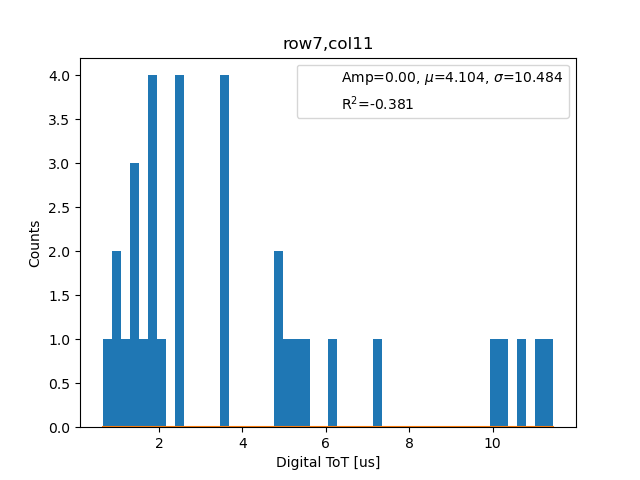 row7,col11
Amp=0.00, μ=4.104, σ=10.484
R²=-0.381
4.0
3.5
3.0
2.5
2.0
1.5
1.0
0.5
0.0
Counts
2 4 6 8 10
Digital ToT [us]